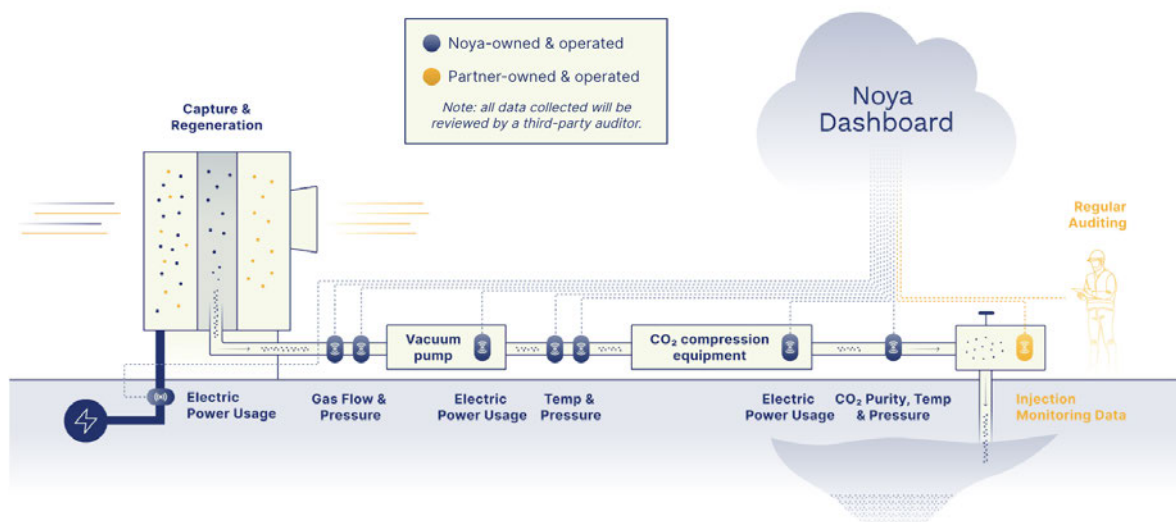 Noya-owned & operated
Partner-owned & operated
Note: all data collected will be
reviewed by a third-party auditor.
Noya
Dashboard
Capture &
Regeneration
Regular
Auditing
Vacuum
pump
CO₂ compression
equipment
Electric
Power Usage
Gas Flow &
Pressure
Electric
Power Usage
Temp &
Pressure
Electric
Power Usage
CO₂ Purity, Temp
& Pressure
Injection
Monitoring Data